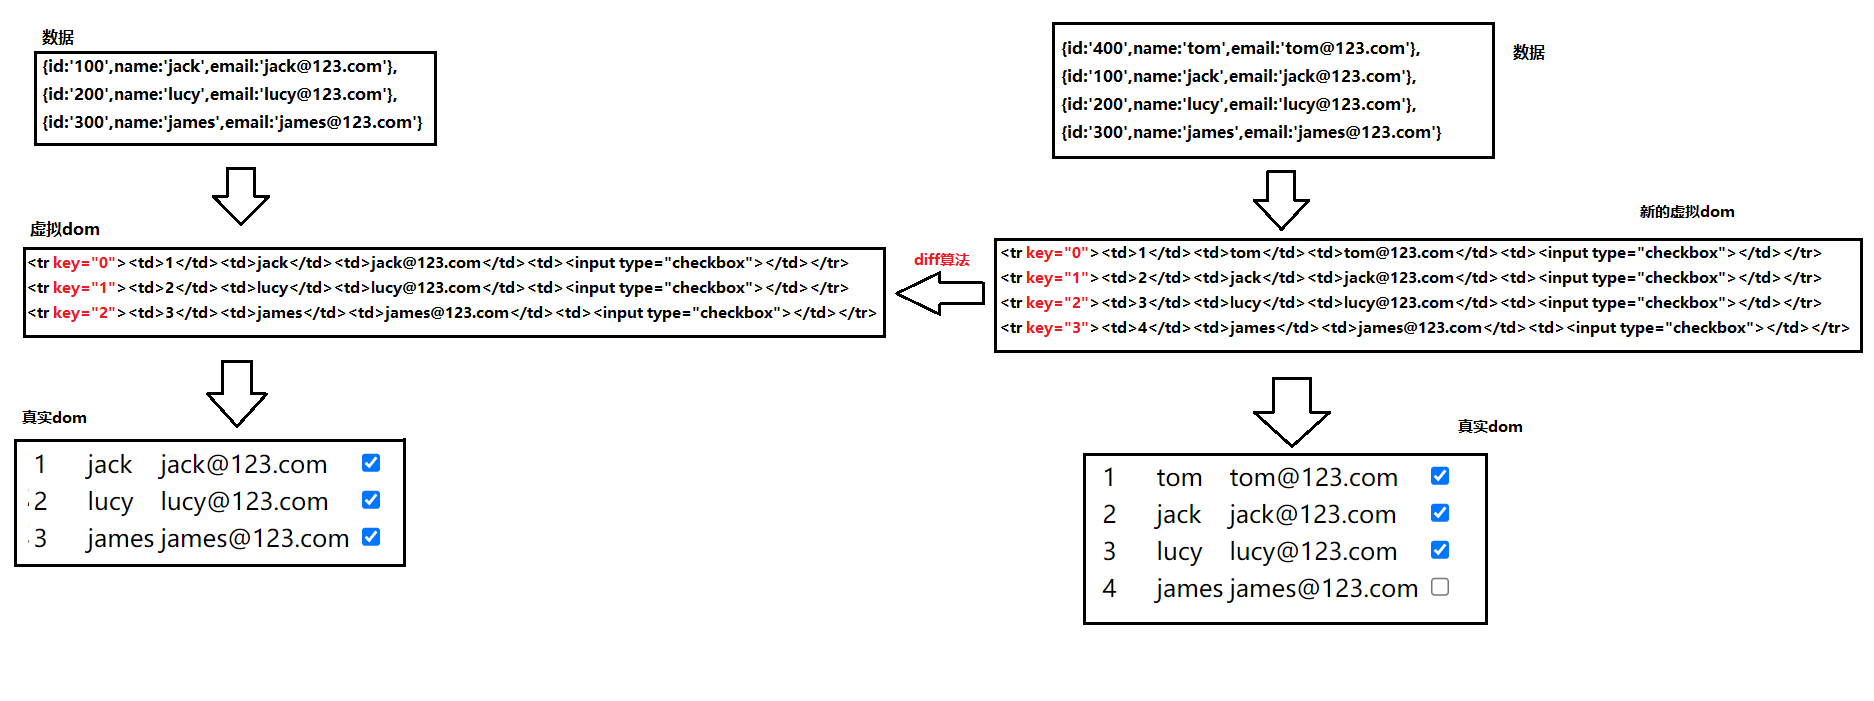 数据
{id:'100',name:'jack',email:'jack@123.com'},
{id:'200',name:'lucy',email:'lucy@123.com'},
{id:'300',name:'james',email:'james@123.com'}
虚拟dom
<tr key="0"><td>1</td><td>jack</td><td>jack@123.com</td><td><input type="checkbox"></td></tr>
<tr key="1"><td>2</td><td>lucy</td><td>lucy@123.com</td><td><input type="checkbox"></td></tr>
<tr key="2"><td>3</td><td>james</td><td>james@123.com</td><td><input type="checkbox"></td></tr>
真实dom
1 jack jack@123.com
2 lucy lucy@123.com
3 james james@123.com
diff算法
数据
{id:'400',name:'tom',email:'tom@123.com'},
{id:'100',name:'jack',email:'jack@123.com'},
{id:'200',name:'lucy',email:'lucy@123.com'},
{id:'300',name:'james',email:'james@123.com'}
新的虚拟dom
<tr key="0"><td>1</td><td>tom</td><td>tom@123.com</td><td><input type="checkbox"></td></tr>
<tr key="1"><td>2</td><td>jack</td><td>jack@123.com</td><td><input type="checkbox"></td></tr>
<tr key="2"><td>3</td><td>lucy</td><td>lucy@123.com</td><td><input type="checkbox"></td></tr>
<tr key="3"><td>4</td><td>james</td><td>james@123.com</td><td><input type="checkbox"></td></tr>
真实dom
1 tom tom@123.com
2 jack jack@123.com
3 lucy lucy@123.com
4 james james@123.com